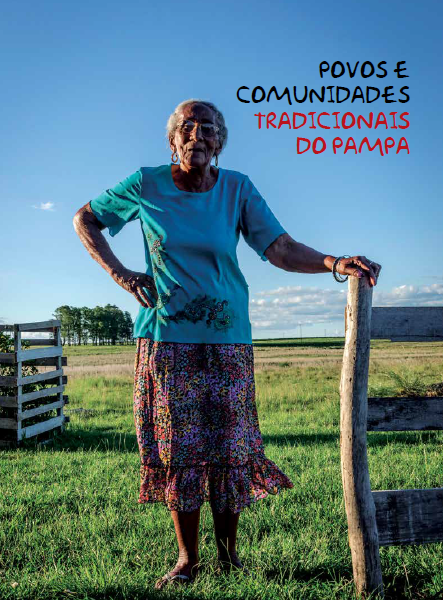 POVOS E
COMUNIDADES
TRADICIONAIS
DO PAMPA